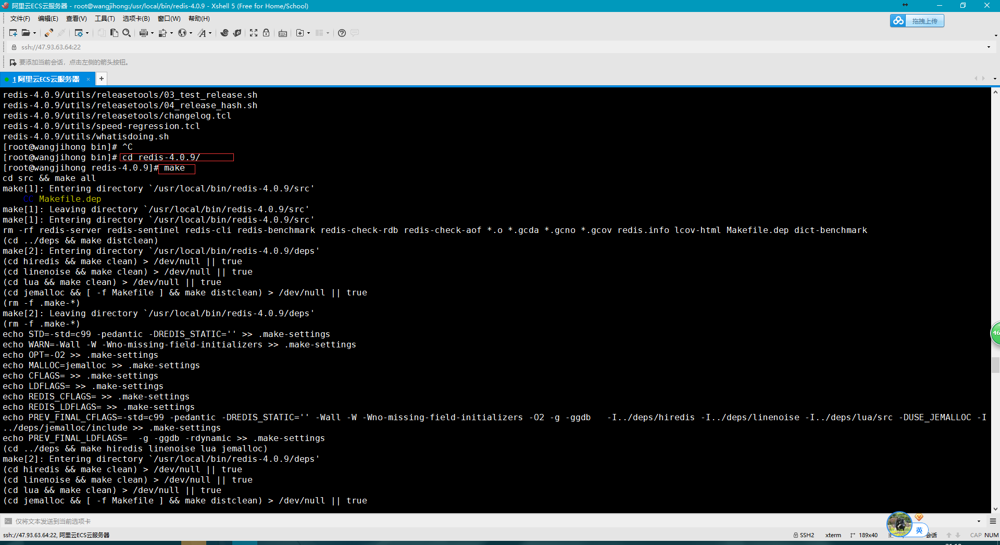 阿里云ECS云服务器 - root@wangjihong:/usr/local/bin/redis-4.0.9 - Xshell 5 (Free for Home/School)
文件(F) 编辑(E) 查看(V) 工具(T) 选项卡(B) 窗口(W) 帮助(H)
拖拽上传
ssh://47.93.63.64:22
要添加当前会话，点击左侧的箭头按钮。
1 阿里云ECS云服务器 × +
redis-4.0.9/utils/releasetools/03_test_release.sh
redis-4.0.9/utils/releasetools/04_release_hash.sh
redis-4.0.9/utils/releasetools/changelog.tcl
redis-4.0.9/utils/speed-regression.tcl
redis-4.0.9/utils/whatisdoing.sh
[root@wangjihong bin]# ^C
[root@wangjihong bin]# cd redis-4.0.9/
[root@wangjihong redis-4.0.9]# make
cd src && make all
make[1]: Entering directory `/usr/local/bin/redis-4.0.9/src'
    CC Makefile.dep
make[1]: Leaving directory `/usr/local/bin/redis-4.0.9/src'
make[1]: Entering directory `/usr/local/bin/redis-4.0.9/src'
rm -rf redis-server redis-sentinel redis-cli redis-benchmark redis-check-rdb redis-check-aof *.o *.gcda *.gcno *.gcov redis.info lcov-html Makefile.dep dict-benchmark
(cd ../deps && make distclean)
make[2]: Entering directory `/usr/local/bin/redis-4.0.9/deps'
(cd hiredis && make clean) > /dev/null || true
(cd linenoise && make clean) > /dev/null || true
(cd lua && make clean) > /dev/null || true
(cd jemalloc && [ -f Makefile ] && make distclean) > /dev/null || true
(rm -f .make-*)
make[2]: Leaving directory `/usr/local/bin/redis-4.0.9/deps'
(rm -f .make-*)
echo STD=-std=c99 -pedantic -DREDIS_STATIC='' >> .make-settings
echo WARN=-Wall -W -Wno-missing-field-initializers >> .make-settings
echo OPT=-O2 >> .make-settings
echo MALLOC=jemalloc >> .make-settings
echo CFLAGS= >> .make-settings
echo LDFLAGS= >> .make-settings
echo REDIS_CFLAGS= >> .make-settings
echo REDIS_LDFLAGS= >> .make-settings
echo PREV_FINAL_CFLAGS=-std=c99 -pedantic -DREDIS_STATIC='' -Wall -W -Wno-missing-field-initializers -O2 -g -ggdb   -I../deps/hiredis -I../deps/linenoise -I../deps/lua/src -DUSE_JEMALLOC -I
../deps/jemalloc/include >> .make-settings
echo PREV_FINAL_LDFLAGS=  -g -ggdb -rdynamic >> .make-settings
(cd ../deps && make hiredis linenoise lua jemalloc)
make[2]: Entering directory `/usr/local/bin/redis-4.0.9/deps'
(cd hiredis && make clean) > /dev/null || true
(cd linenoise && make clean) > /dev/null || true
(cd lua && make clean) > /dev/null || true
(cd jemalloc && [ -f Makefile ] && make distclean) > /dev/null || true
46
仅将文本发送到当前选项卡
英
ssh://47.93.63.64:22, 阿里云ECS云服务器 SSH2 xterm 189x40 会话 CAP NUM